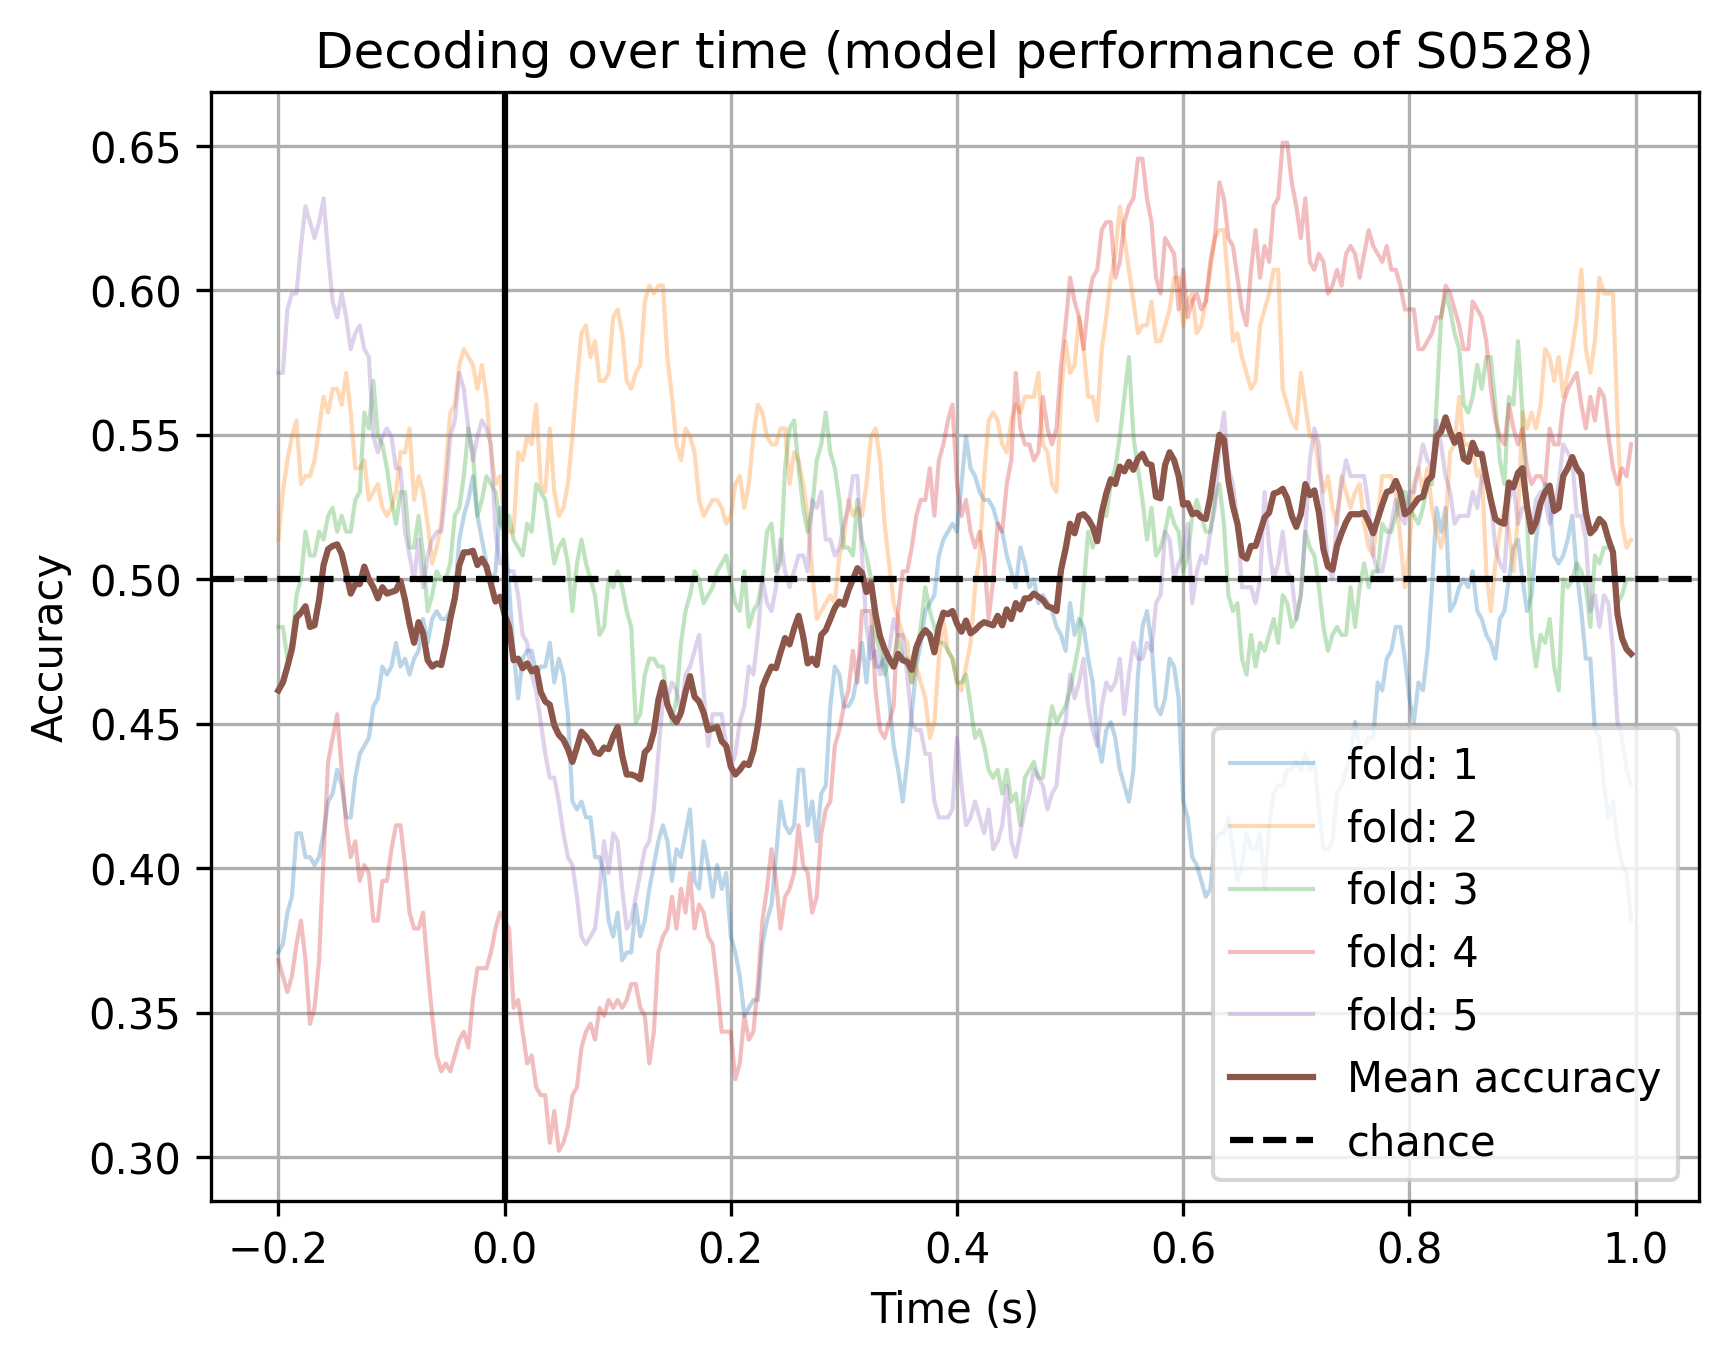 Decoding over time (model performance of S0528)
Accuracy
0.65
0.60
0.55
0.50
0.45
0.40
0.35
0.30
−0.2
0.0
0.2
0.4
0.6
0.8
1.0
Time (s)
fold: 1
fold: 2
fold: 3
fold: 4
fold: 5
Mean accuracy
chance